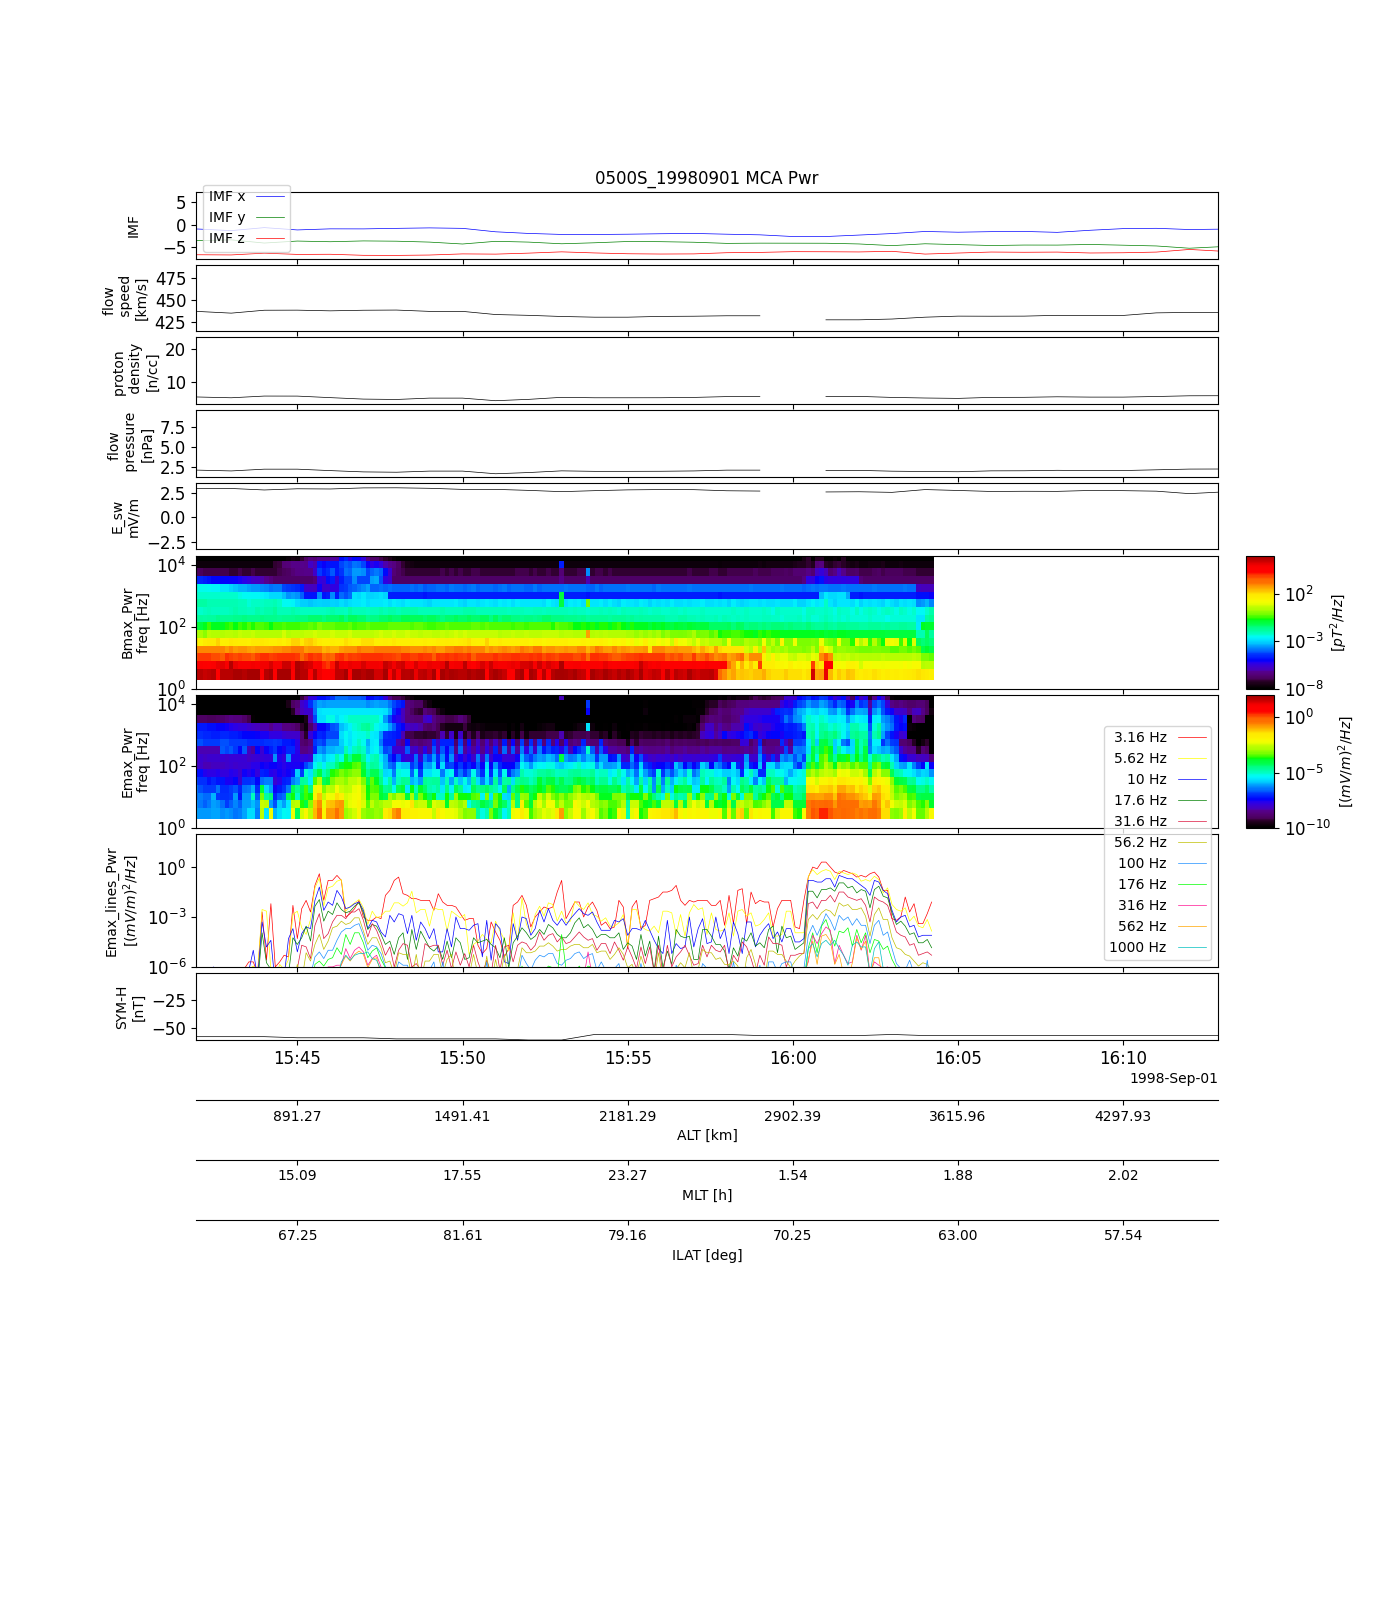 0500S_19980901 MCA Pwr
IMF x
IMF y
IMF z
5
0
−5
IMF
475
450
425
flow
speed
[km/s]
20
10
proton
density
[n/cc]
7.5
5.0
2.5
flow
pressure
[nPa]
2.5
0.0
−2.5
E_sw
mV/m
10^4
10^2
10^0
Bmax_Pwr
freq [Hz]
10^2
10^−3
10^−8
[pT^2/Hz]
10^4
10^2
10^0
Emax_Pwr
freq [Hz]
10^0
10^−5
10^−10
[(mV/m)^2/Hz]
3.16 Hz
5.62 Hz
10 Hz
17.6 Hz
31.6 Hz
56.2 Hz
100 Hz
176 Hz
316 Hz
562 Hz
1000 Hz
10^0
10^−3
10^−6
Emax_lines_Pwr
[(mV/m)^2/Hz]
−25
−50
SYM-H
[nT]
15:45 15:50 15:55 16:00 16:05 16:10
1998-Sep-01
891.27 1491.41 2181.29 2902.39 3615.96 4297.93
ALT [km]
15.09 17.55 23.27 1.54 1.88 2.02
MLT [h]
67.25 81.61 79.16 70.25 63.00 57.54
ILAT [deg]